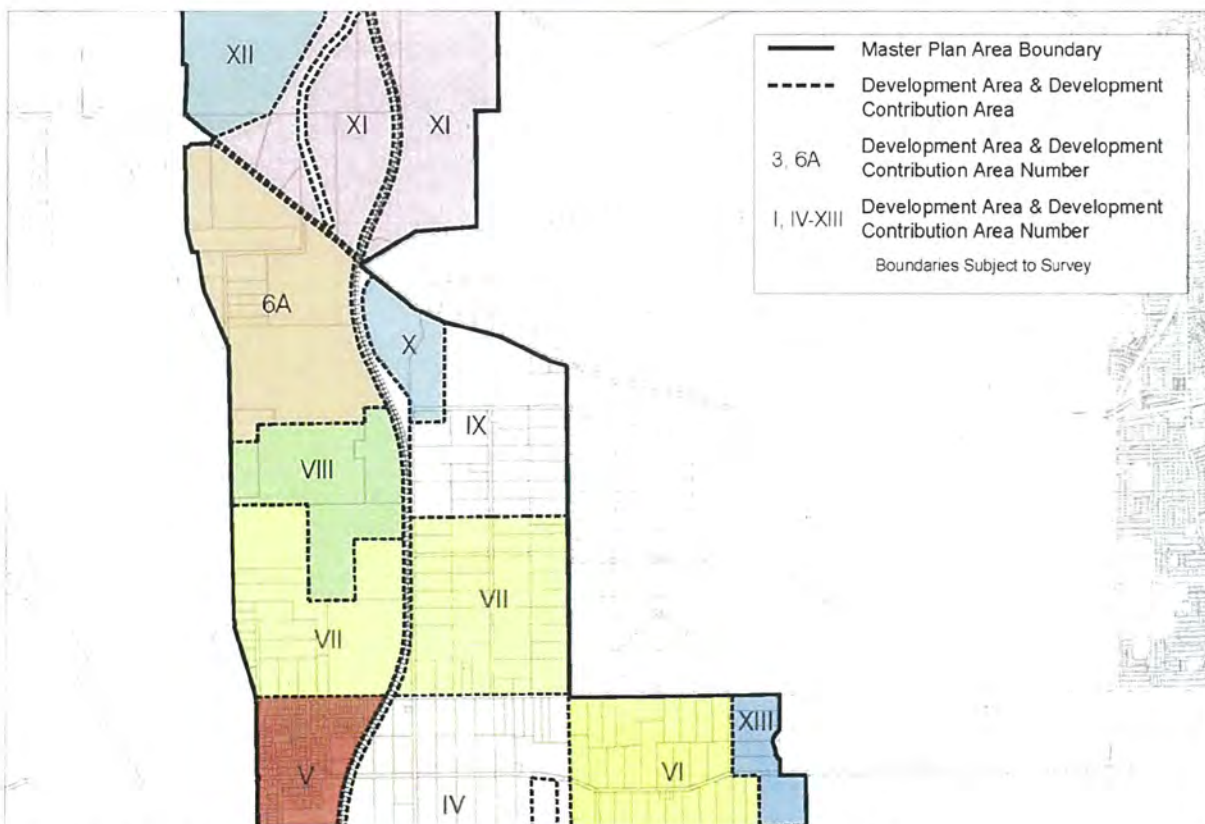 XII
XI
XI
6A
X
IX
VIII
VII
VII
V
IV
VI
XIII
Master Plan Area Boundary
Development Area & Development
Contribution Area
3, 6A
Development Area & Development
Contribution Area Number
I, IV-XIII
Development Area & Development
Contribution Area Number
Boundaries Subject to Survey